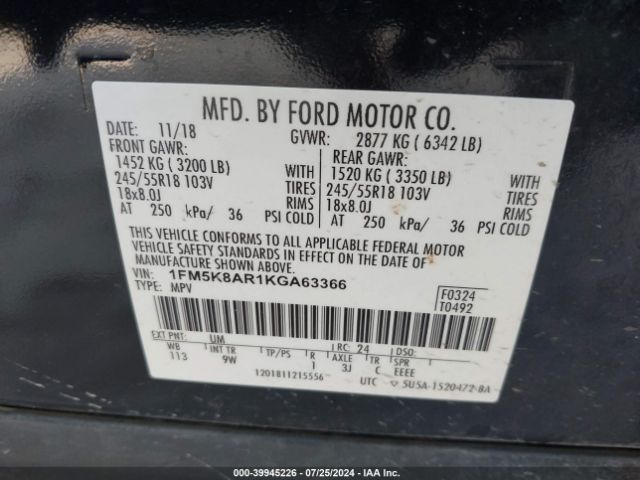 MFD. BY FORD MOTOR CO.
DATE: 11/18 GVWR: 2877 KG ( 6342 LB)
FRONT GAWR: REAR GAWR:
1452 KG ( 3200 LB) WITH 1520 KG ( 3350 LB) WITH
245/55R18 103V TIRES 245/55R18 103V TIRES
18x8.0J RIMS 18x8.0J RIMS
AT 250 kPa/ 36 PSI COLD AT 250 kPa/ 36 PSI COLD
THIS VEHICLE CONFORMS TO ALL APPLICABLE FEDERAL MOTOR
VEHICLE SAFETY STANDARDS IN EFFECT ON THE DATE OF
MANUFACTURE SHOWN ABOVE.
VIN: 1FM5K8AR1KGA63366
TYPE: MPV
F0324
T0492
EXT PNT: UM RC: 24 DSO:
WB INT TR TP/PS R AXLE TR SPR
113 9W 1 3J C EEEE
1201811215556 UTC 5U5A-1520472-8A
000-39945226 - 07/25/2024 - IAA Inc.